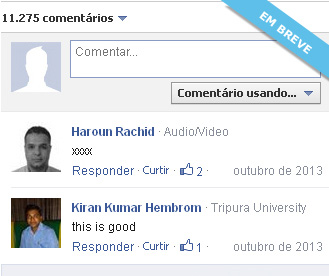 11.275 comentários
EM BREVE
Comentar...
Comentário usando...
Haroun Rachid · Audio/Video
xxxx
Responder · Curtir · 2 · outubro de 2013
Kiran Kumar Hembrom · Tripura University
this is good
Responder · Curtir · 1 · outubro de 2013